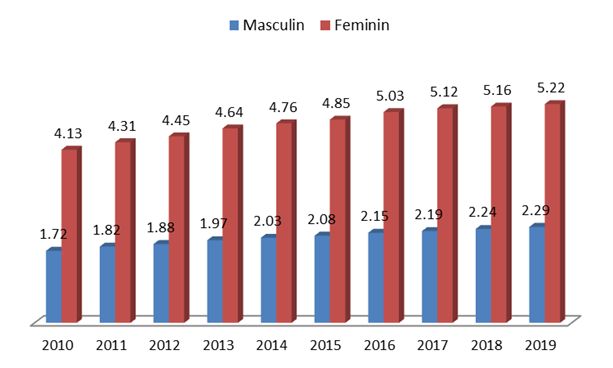 Masculin Feminin
4.13 4.31 4.45 4.64 4.76 4.85 5.03 5.12 5.16 5.22
1.72 1.82 1.88 1.97 2.03 2.08 2.15 2.19 2.24 2.29
2010 2011 2012 2013 2014 2015 2016 2017 2018 2019